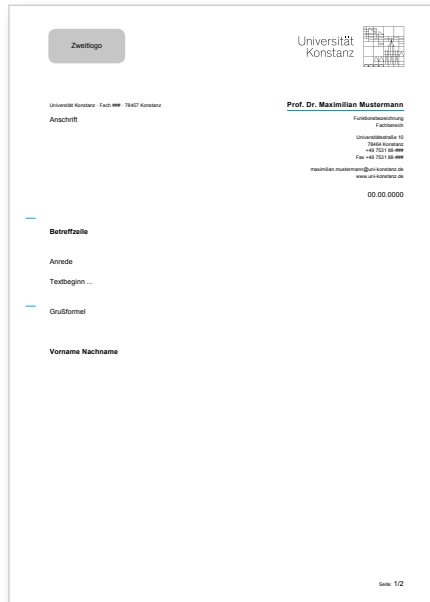 Zweitlogo
Universität
Konstanz
Universität Konstanz · Fach ### · 78457 Konstanz
Anschrift
Prof. Dr. Maximilian Mustermann
Funktionsbezeichnung
Fachbereich
Universitätsstraße 10
78464 Konstanz
+49 7531 88-###
Fax +49 7531 88-###
maximilian.mustermann@uni-konstanz.de
www.uni-konstanz.de
00.00.0000
Betreffzeile
Anrede
Textbeginn ...
Grußformel
Vorname Nachname
Seite: 1/2